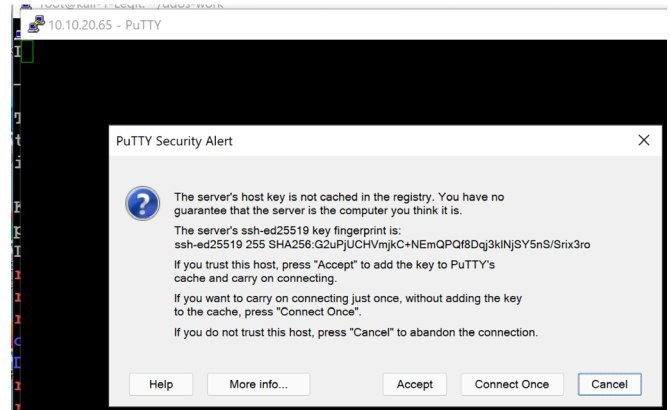 10.10.20.65 - PuTTY
PuTTY Security Alert
The server's host key is not cached in the registry. You have no
guarantee that the server is the computer you think it is.
The server's ssh-ed25519 key fingerprint is:
ssh-ed25519 255 SHA256:G2uPjUCHVmjkC+NEmQPQf8Dqj3klNjSY5nS/Srix3ro
If you trust this host, press "Accept" to add the key to PuTTY's
cache and carry on connecting.
If you want to carry on connecting just once, without adding the key
to the cache, press "Connect Once".
If you do not trust this host, press "Cancel" to abandon the connection.
Help More info... Accept Connect Once Cancel